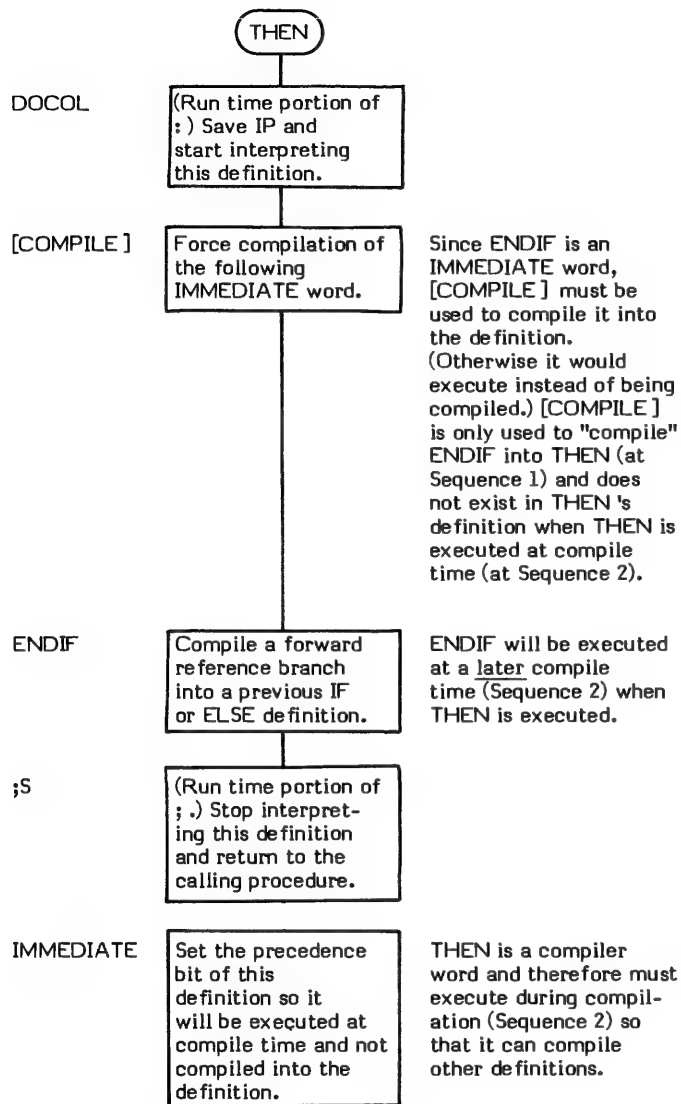 THEN
DOCOL
(Run time portion of
: ) Save IP and
start interpreting
this definition.
[COMPILE ]
Force compilation of
the following
IMMEDIATE word.
Since ENDIF is an
IMMEDIATE word,
[COMPILE ] must be
used to compile it into
the definition.
(Otherwise it would
execute instead of being
compiled.) [COMPILE ]
is only used to "compile"
ENDIF into THEN (at
Sequence 1) and does
not exist in THEN 's
definition when THEN is
executed at compile
time (at Sequence 2).
ENDIF
Compile a forward
reference branch
into a previous IF
or ELSE definition.
ENDIF will be executed
at a later compile
time (Sequence 2) when
THEN is executed.
;S
(Run time portion of
; .) Stop interpret-
ing this definition
and return to the
calling procedure.
IMMEDIATE
Set the precedence
bit of this
definition so it
will be executed at
compile time and not
compiled into the
definition.
THEN is a compiler
word and therefore must
execute during compil-
ation (Sequence 2) so
that it can compile
other definitions.